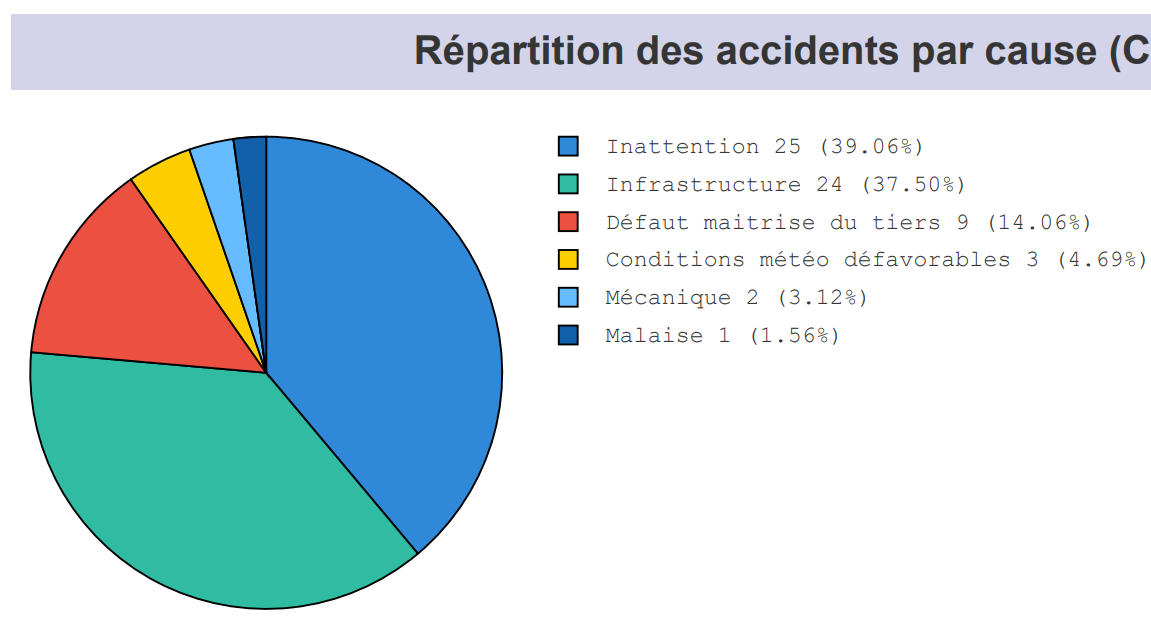 Répartition des accidents par cause (C
Inattention 25 (39.06%)
Infrastructure 24 (37.50%)
Défaut maitrise du tiers 9 (14.06%)
Conditions météo défavorables 3 (4.69%)
Mécanique 2 (3.12%)
Malaise 1 (1.56%)